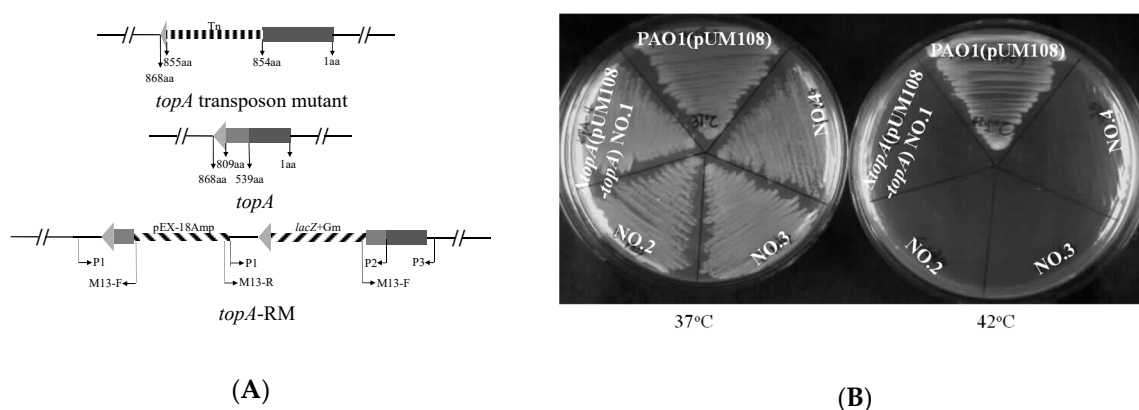 Tn
855aa
854aa
1aa
868aa
topA transposon mutant
809aa
1aa
868aa
539aa
topA
pEX-18Amp
lacZ+Gm
P1
P1
P2
P3
M13-F
M13-R
M13-F
topA-RM
(A)
PAO1(pUM108)
ΔtopA(pUM108
-topA) NO.1
NO.2
NO.3
NO.4
37°C
37°C
PAO1(pUM108)
ΔtopA(pUM108
-topA) NO.1
NO.2
NO.3
NO.4
42°C
(B)